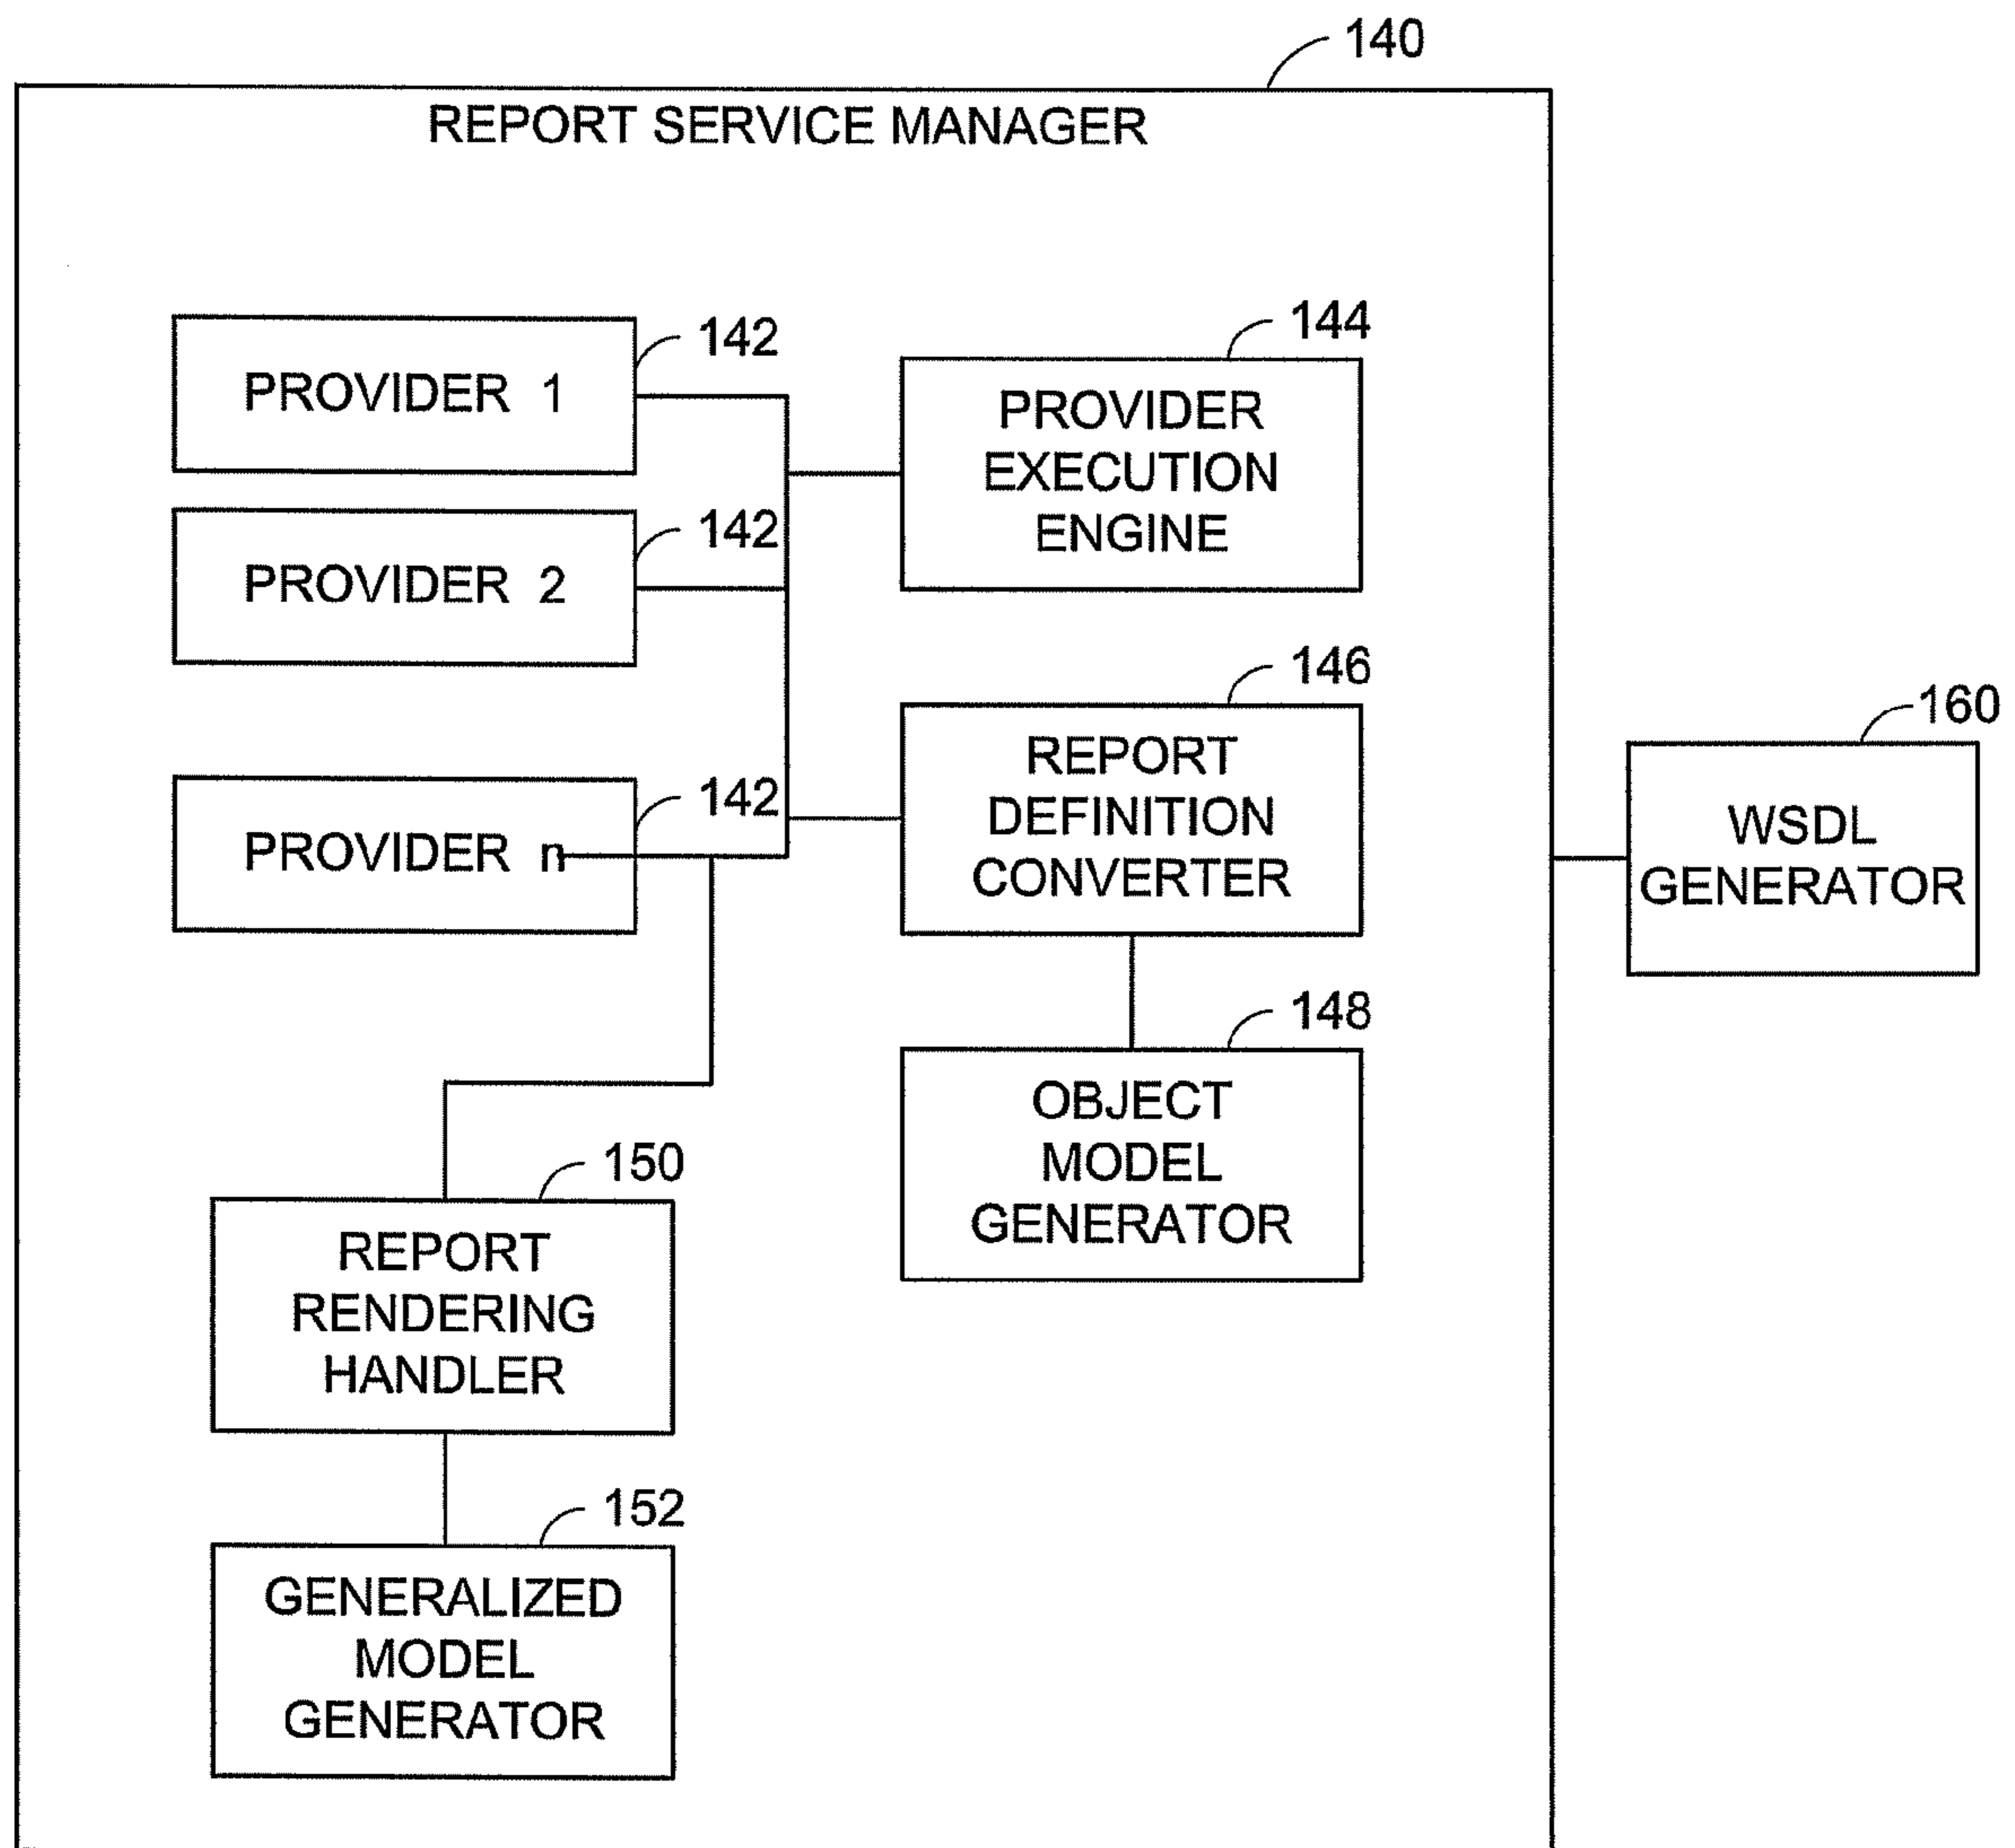 140
REPORT SERVICE MANAGER
142
PROVIDER 1
144
PROVIDER
EXECUTION
ENGINE
142
PROVIDER 2
146
REPORT
DEFINITION
CONVERTER
160
WSDL
GENERATOR
142
PROVIDER n
148
OBJECT
MODEL
GENERATOR
150
REPORT
RENDERING
HANDLER
152
GENERALIZED
MODEL
GENERATOR